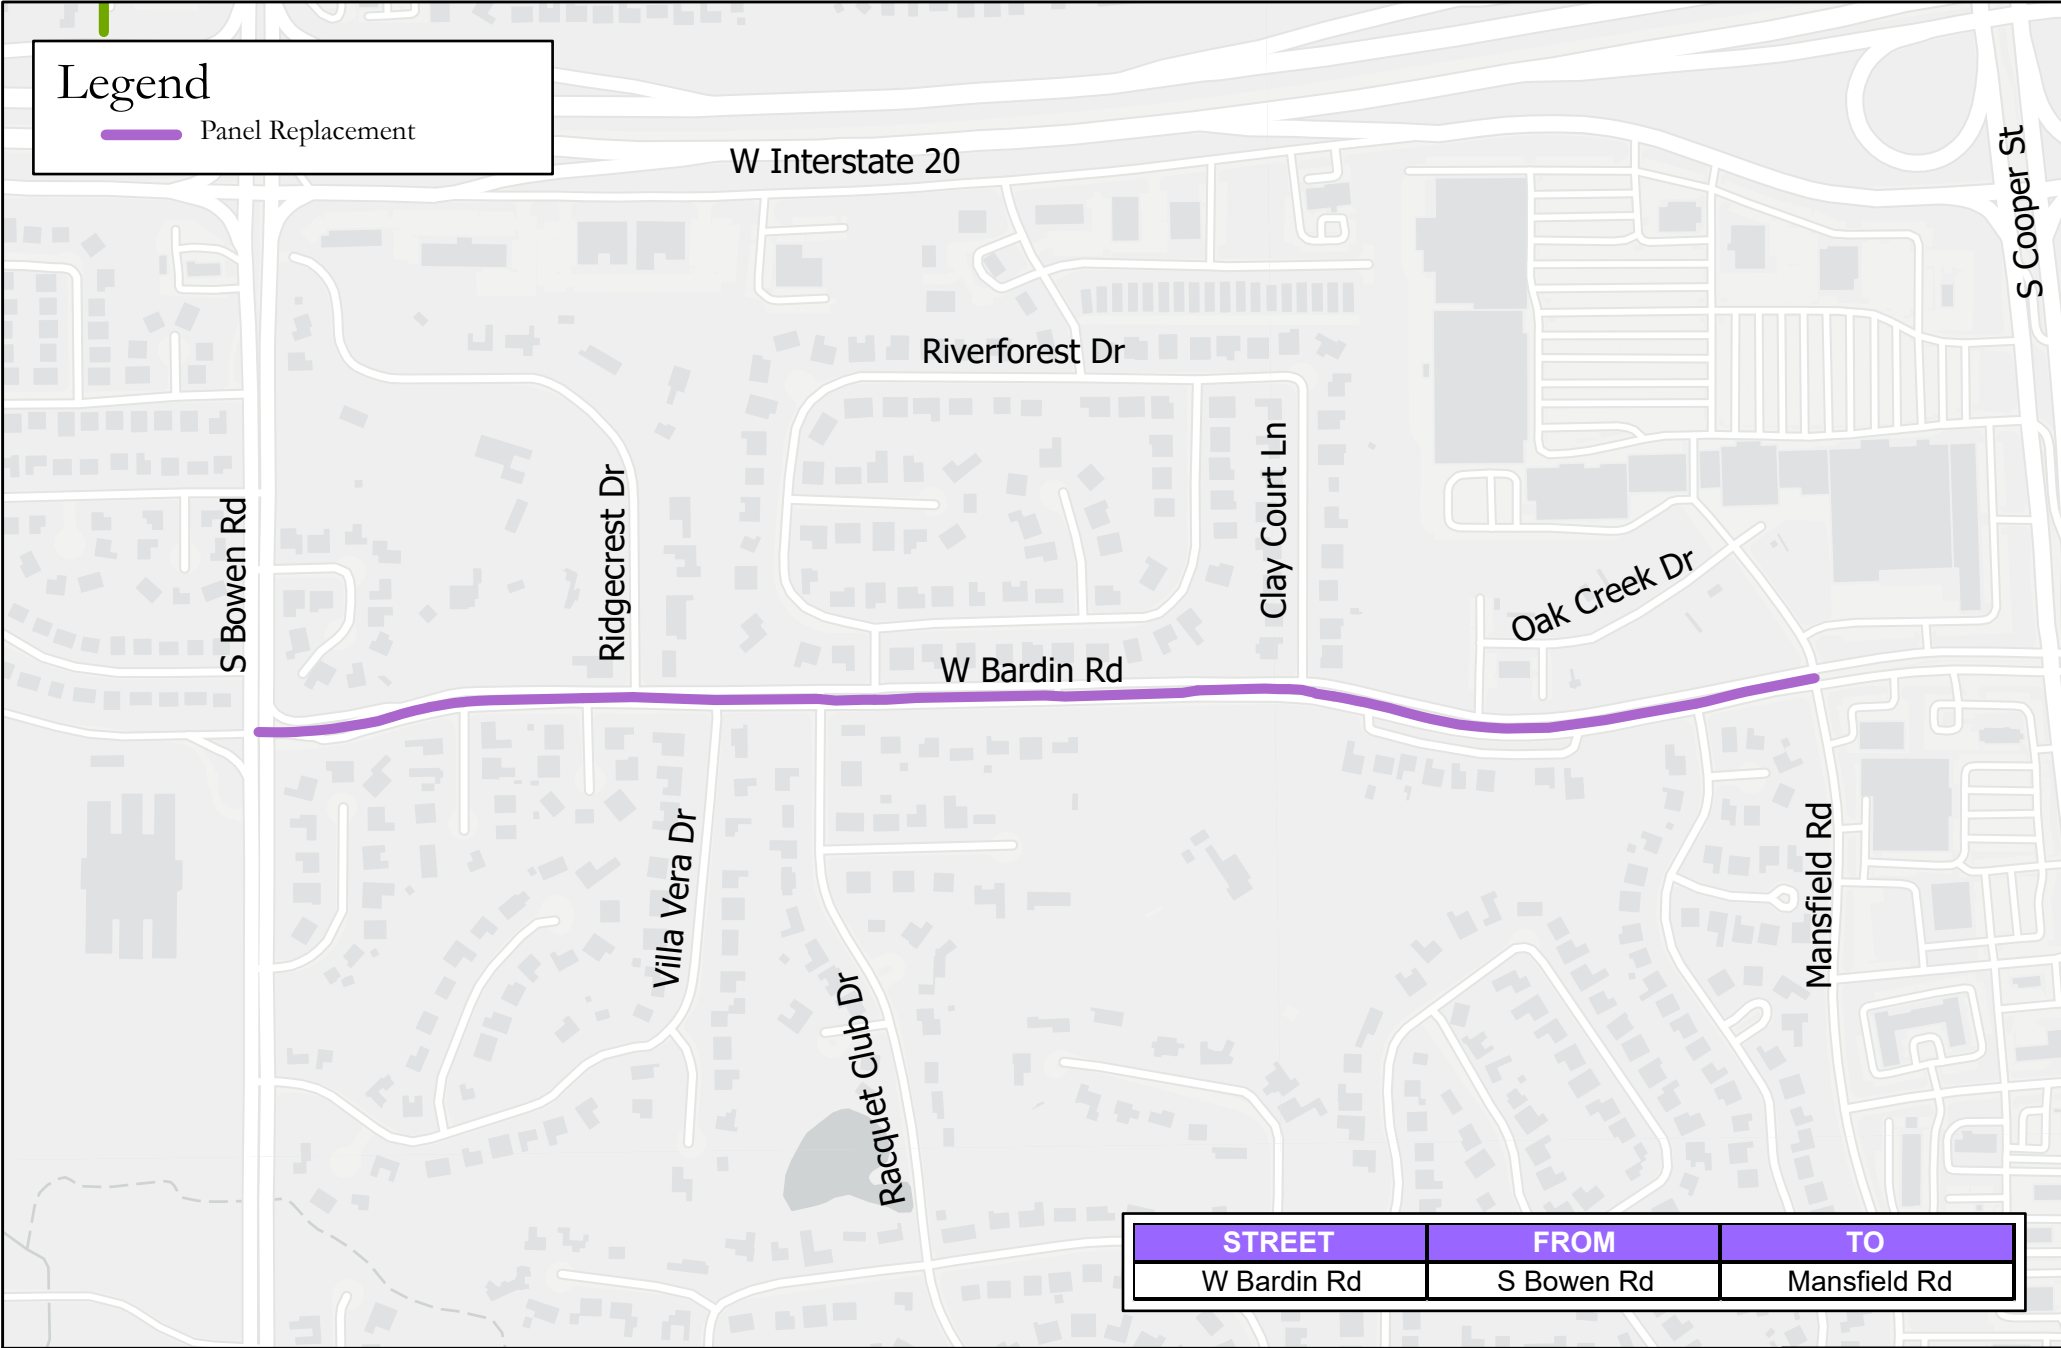 Legend
Panel Replacement
W Interstate 20
S Cooper St
Riverforest Dr
Clay Court Ln
Ridgecrest Dr
S Bowen Rd
Oak Creek Dr
W Bardin Rd
Villa Vera Dr
Mansfield Rd
Racquet Club Dr
STREET FROM TO
W Bardin Rd S Bowen Rd Mansfield Rd